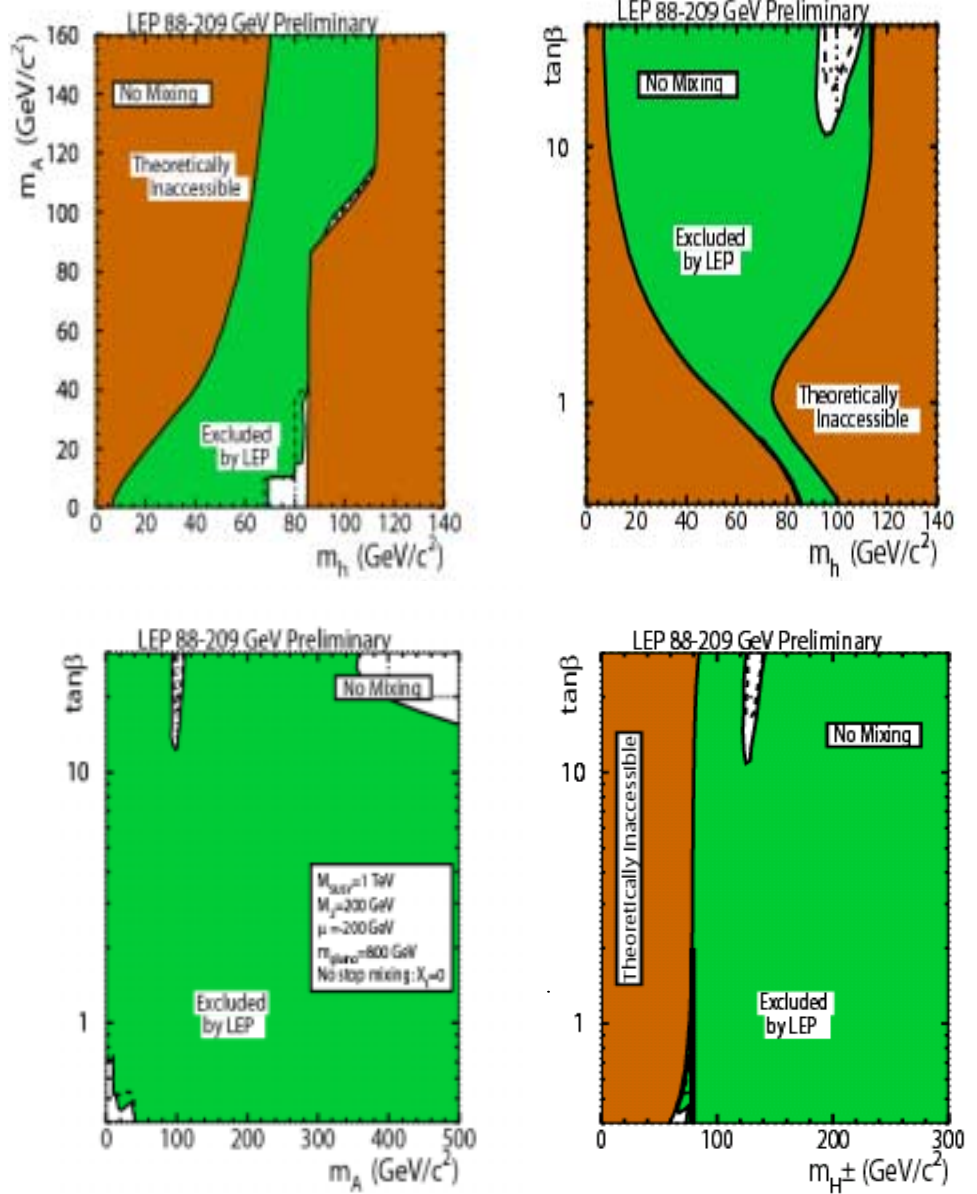 LEP 88-209 GeV Preliminary
m_A (GeV/c²)
160
140
120
100
80
60
40
20
0
No Mixing
Theoretically
Inaccessible
Excluded
by LEP
0 20 40 60 80 100 120 140
m_h (GeV/c²)
LEP 88-209 GeV Preliminary
tanβ
10
1
No Mixing
Excluded
by LEP
Theoretically
Inaccessible
0 20 40 60 80 100 120 140
m_h (GeV/c²)
LEP 88-209 GeV Preliminary
tanβ
10
1
No Mixing
M_SUSY=1 TeV
M_2=200 GeV
μ=-200 GeV
m_gluino=800 GeV
No stop mixing: X_t=0
Excluded
by LEP
0 100 200 300 400 500
m_A (GeV/c²)
LEP 88-209 GeV Preliminary
tanβ
10
1
Theoretically Inaccessible
No Mixing
Excluded
by LEP
0 100 200 300
m_H± (GeV/c²)